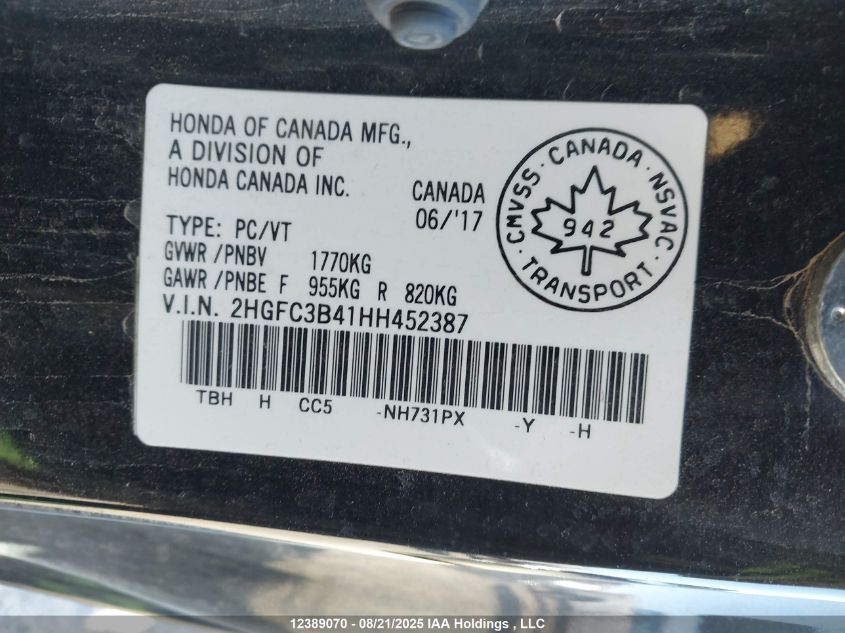 HONDA OF CANADA MFG.,
A DIVISION OF
HONDA CANADA INC.
CANADA
06/'17
TYPE: PC/VT
GVWR /PNBV 1770KG
GAWR /PNBE F 955KG R 820KG
V.I.N. 2HGFC3B41HH452387
TBH H CC5 -NH731PX -Y -H
CMVSS · CANADA · NSVAC · TRANSPORT ·
942
12389070 - 08/21/2025 IAA Holdings , LLC